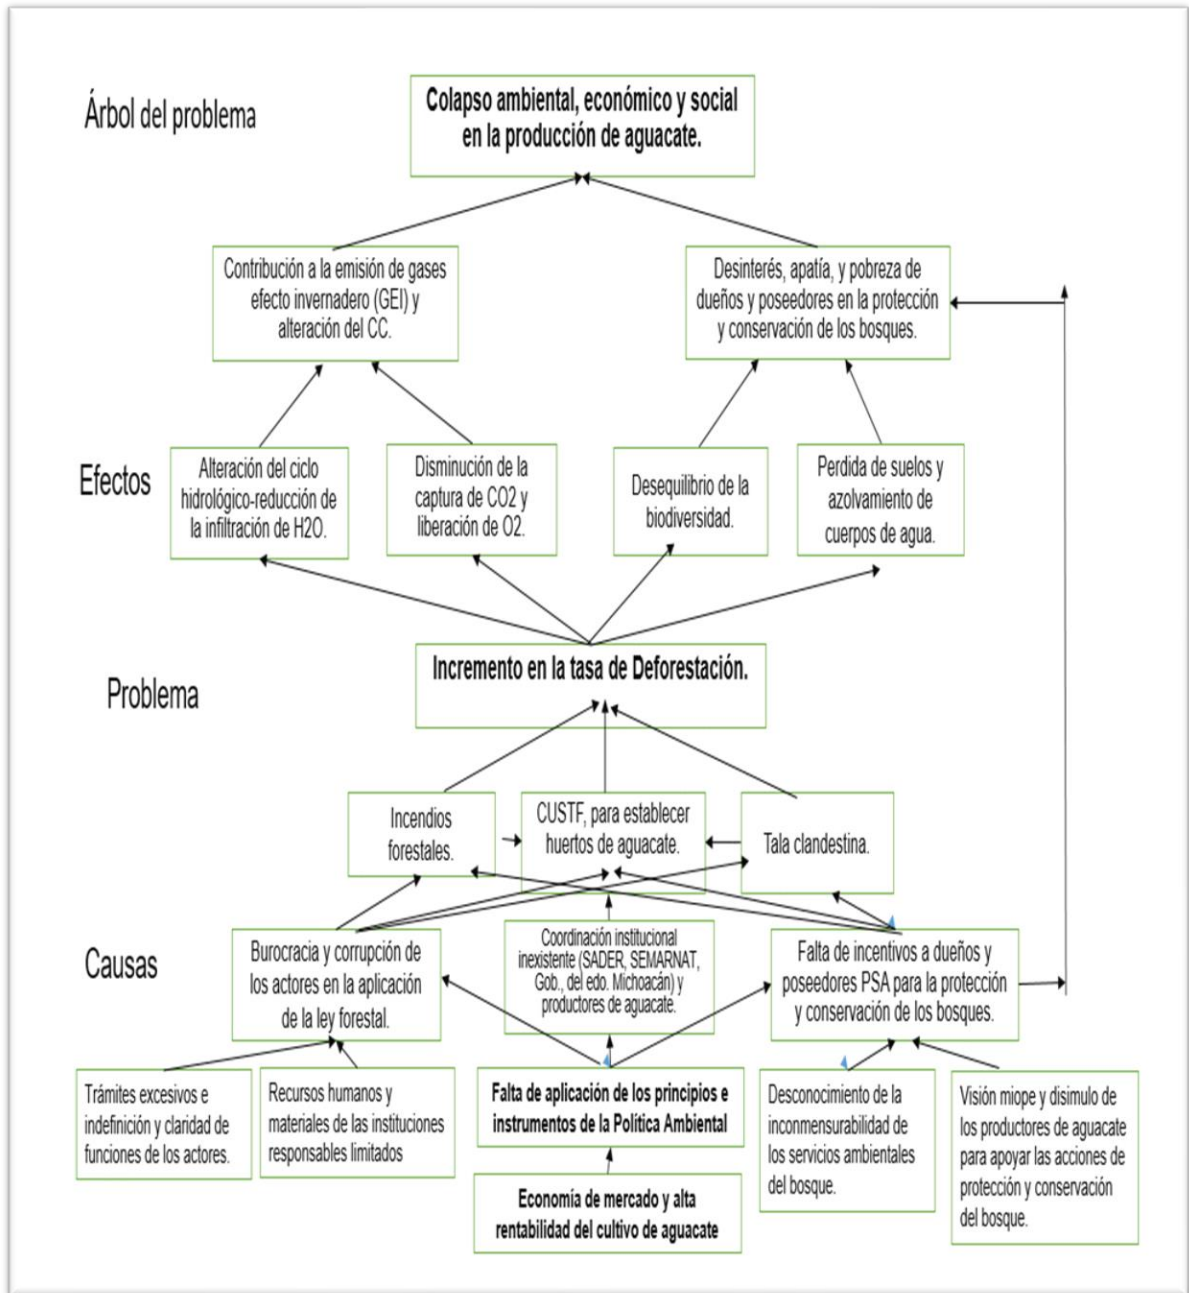 Árbol del problema
Colapso ambiental, económico y social
en la producción de aguacate.
Contribución a la emisión de gases
efecto invernadero (GEI) y
alteración del CC.
Desinterés, apatía, y pobreza de
dueños y poseedores en la protección
y conservación de los bosques.
Efectos
Alteración del ciclo
hidrológico-reducción de
la infiltración de H2O.
Disminución de la
captura de CO2 y
liberación de O2.
Desequilibrio de la
biodiversidad.
Perdida de suelos y
azolvamiento de
cuerpos de agua.
Problema
Incremento en la tasa de Deforestación.
Incendios
forestales.
CUSTF, para establecer
huertos de aguacate.
Tala clandestina.
Causas
Burocracia y corrupción de
los actores en la aplicación
de la ley forestal.
Coordinación institucional
inexistente (SADER, SEMARNAT,
Gob., del edo. Michoacán) y
productores de aguacate.
Falta de incentivos a dueños y
poseedores PSA para la protección
y conservación de los bosques.
Trámites excesivos e
indefinición y claridad de
funciones de los actores.
Recursos humanos y
materiales de las instituciones
responsables limitados
Falta de aplicación de los principios e
instrumentos de la Política Ambiental
Desconocimiento de la
inconmensurabilidad de
los servicios ambientales
del bosque.
Visión miope y disimulo de
los productores de aguacate
para apoyar las acciones de
protección y conservación
del bosque.
Economía de mercado y alta
rentabilidad del cultivo de aguacate